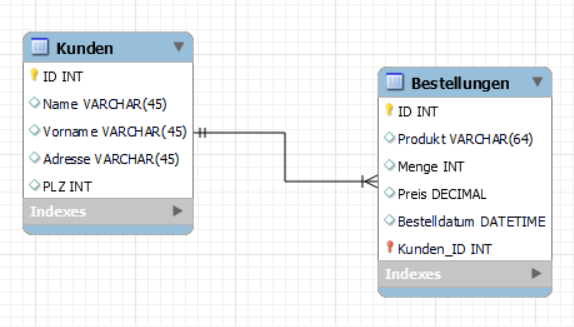 Kunden
ID INT
Name VARCHAR(45)
Vorname VARCHAR(45)
Adresse VARCHAR(45)
PLZ INT
Indexes
Bestellungen
ID INT
Produkt VARCHAR(64)
Menge INT
Preis DECIMAL
Bestelldatum DATETIME
Kunden_ID INT
Indexes